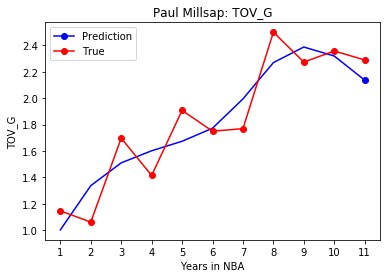 Paul Millsap: TOV_G
Prediction
True
2.4
2.2
2.0
1.8
1.6
1.4
1.2
1.0
TOV_G
1 2 3 4 5 6 7 8 9 10 11
Years in NBA